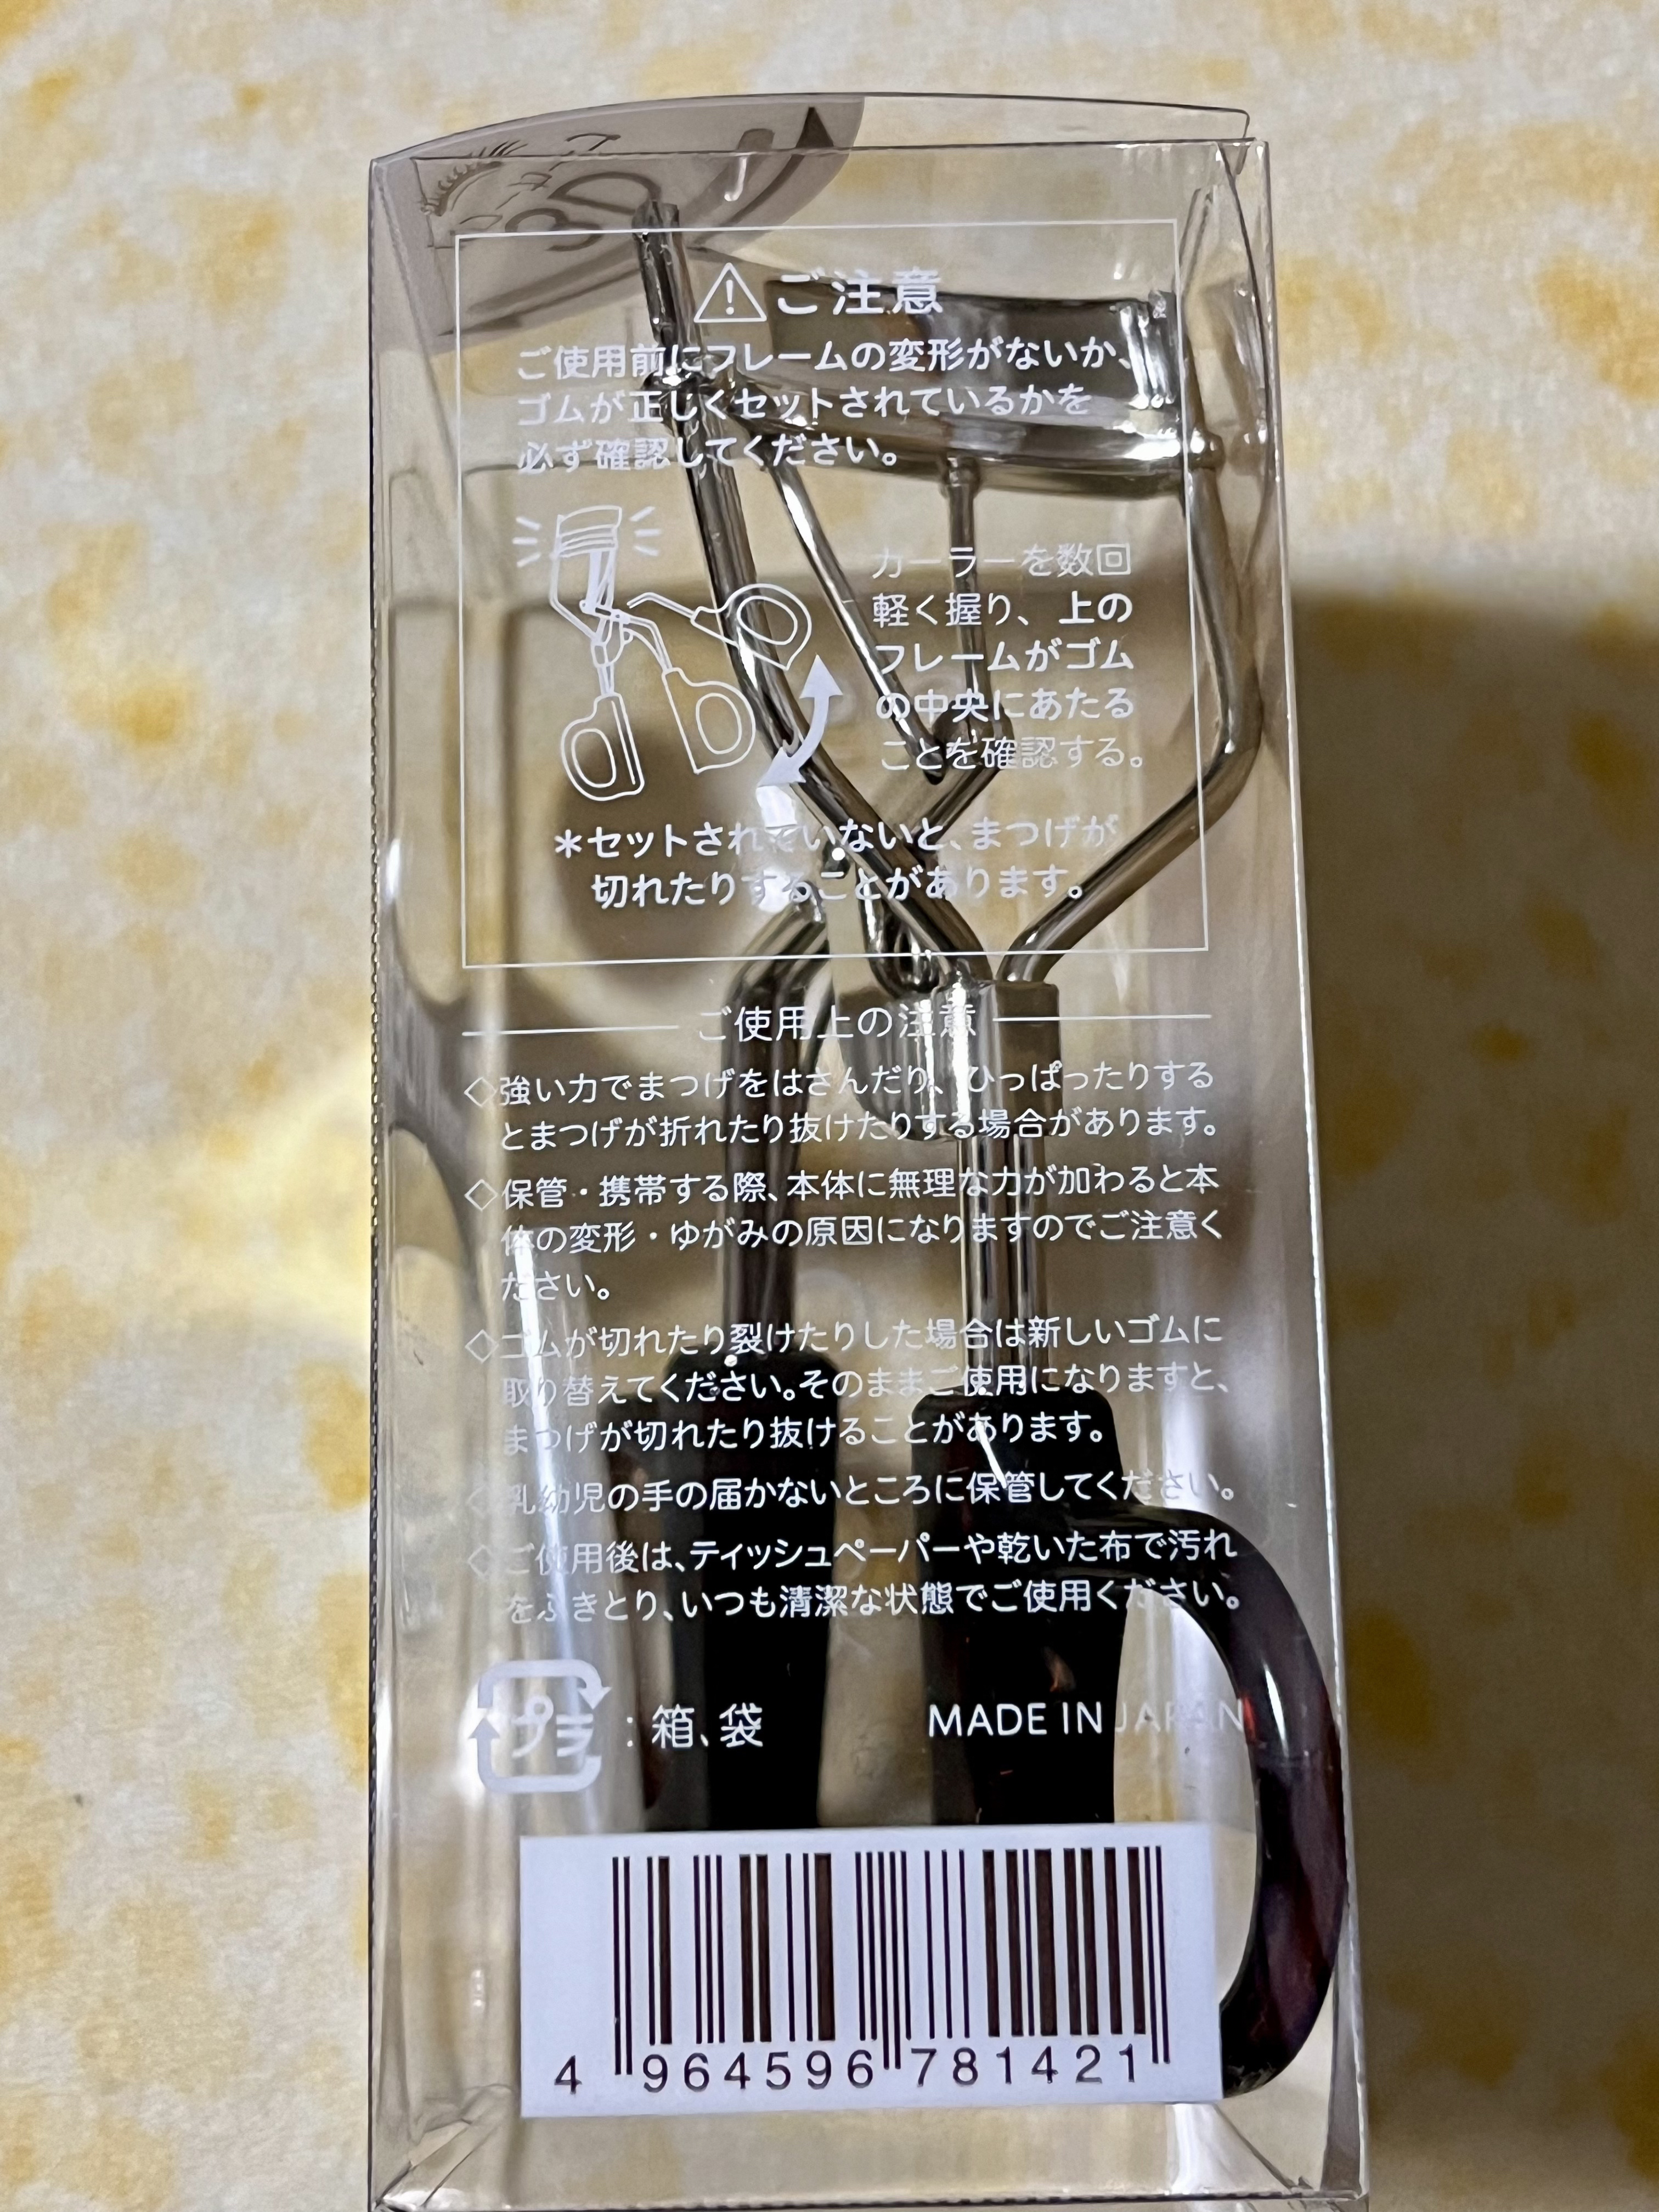 ご注意
ご使用前にフレームの変形がないか、
ゴムが正しくセットされているかを
必ず確認してください。
カーラーを数回
軽く握り、上の
フレームがゴム
の中央にあたる
ことを確認する。
＊セットされていないと、まつげが
切れたりすることがあります。
ご使用上の注意
◇強い力でまつげをはさんだり、ひっぱったりする
とまつげが折れたり抜けたりする場合があります。
◇保管・携帯する際、本体に無理な力が加わると本
体の変形・ゆがみの原因になりますのでご注意く
ださい。
◇ゴムが切れたり裂けたりした場合は新しいゴムに
取り替えてください。そのままご使用になりますと、
まつげが切れたり抜けることがあります。
◇乳幼児の手の届かないところに保管してください。
◇ご使用後は、ティッシュペーパーや乾いた布で汚れ
をふきとり、いつも清潔な状態でご使用ください。
プラ：箱、袋
MADE IN JAPAN
4 964596 781421